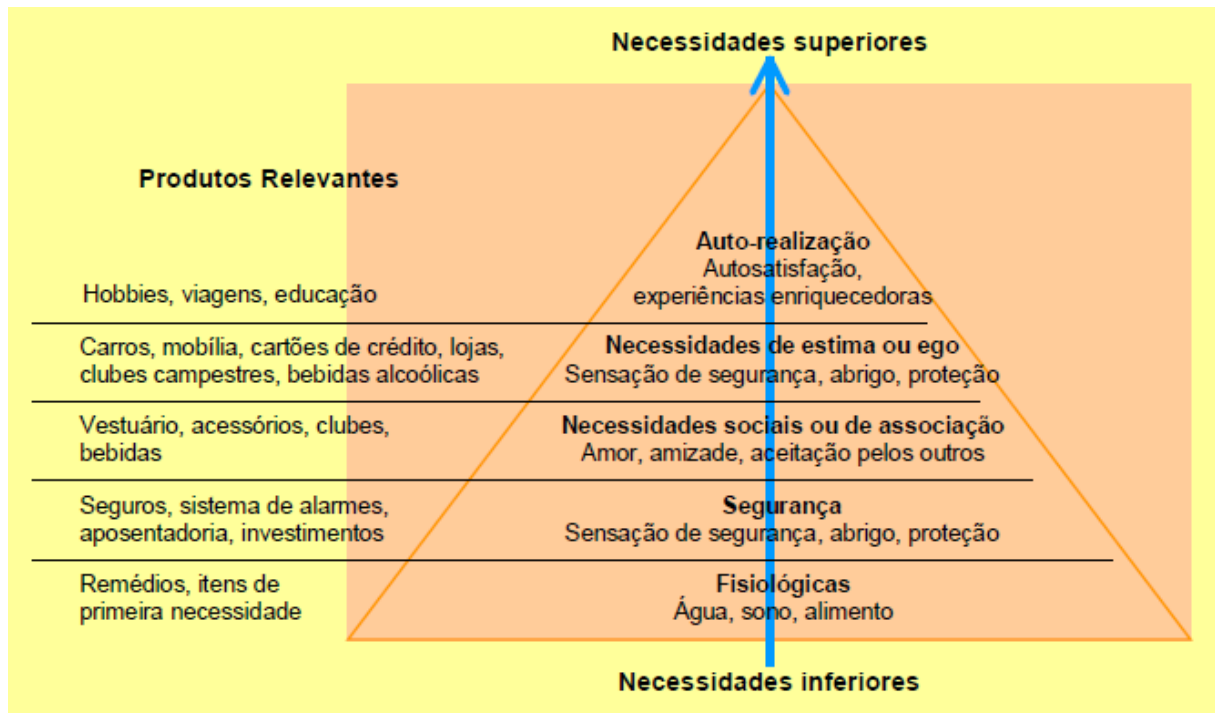 Necessidades superiores
Produtos Relevantes
Auto-realização
Autosatisfação,
experiências enriquecedoras
Hobbies, viagens, educação
Carros, mobília, cartões de crédito, lojas,
clubes campestres, bebidas alcoólicas
Necessidades de estima ou ego
Sensação de segurança, abrigo, proteção
Vestuário, acessórios, clubes,
bebidas
Necessidades sociais ou de associação
Amor, amizade, aceitação pelos outros
Seguros, sistema de alarmes,
aposentadoria, investimentos
Segurança
Sensação de segurança, abrigo, proteção
Remédios, itens de
primeira necessidade
Fisiológicas
Água, sono, alimento
Necessidades inferiores